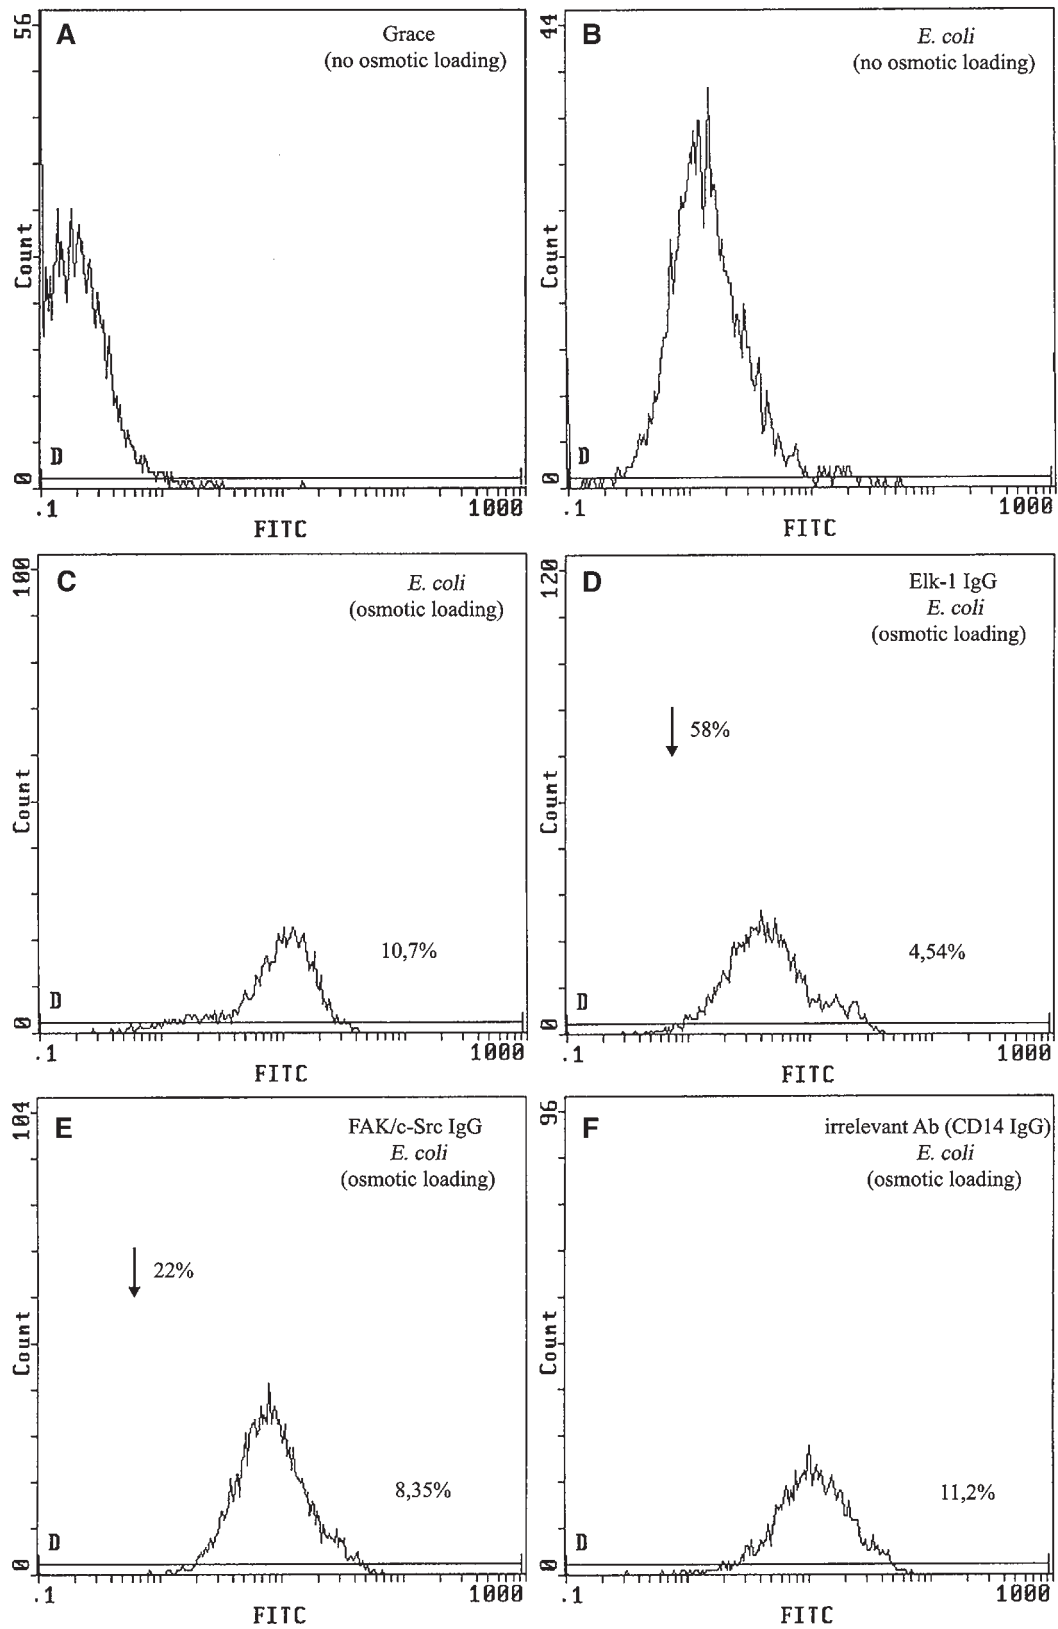 56
A
Grace
(no osmotic loading)
Count
D
0
.1
1000
FITC
44
B
E. coli
(no osmotic loading)
Count
D
0
.1
1000
FITC
100
C
E. coli
(osmotic loading)
Count
10,7%
D
0
.1
1000
FITC
120
D
Elk-1 IgG
E. coli
(osmotic loading)
58%
Count
4,54%
D
0
.1
1000
FITC
104
E
FAK/c-Src IgG
E. coli
(osmotic loading)
22%
Count
8,35%
D
0
.1
1000
FITC
96
F
irrelevant Ab (CD14 IgG)
E. coli
(osmotic loading)
Count
11,2%
D
0
.1
1000
FITC